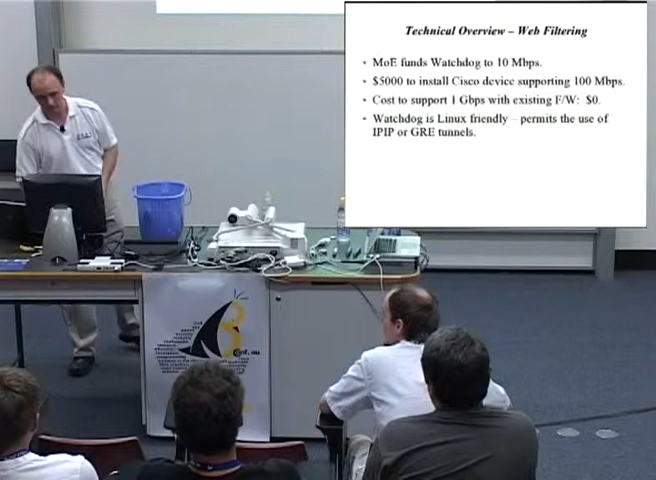 Technical Overview – Web Filtering
• MoE funds Watchdog to 10 Mbps.
• $5000 to install Cisco device supporting 100 Mbps.
• Cost to support 1 Gbps with existing F/W: $0.
• Watchdog is Linux friendly – permits the use of
IPIP or GRE tunnels.
onf.au